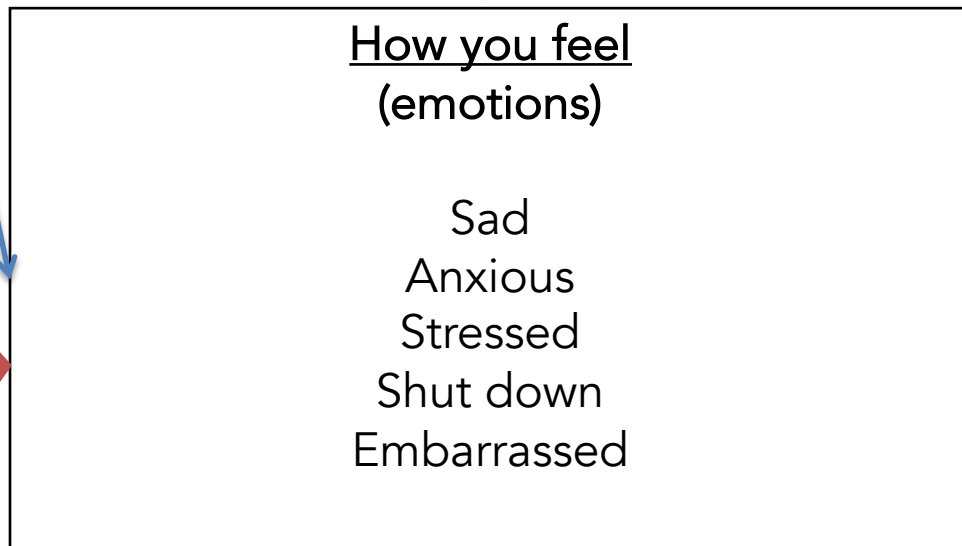 How you feel
(emotions)
Sad
Anxious
Stressed
Shut down
Embarrassed